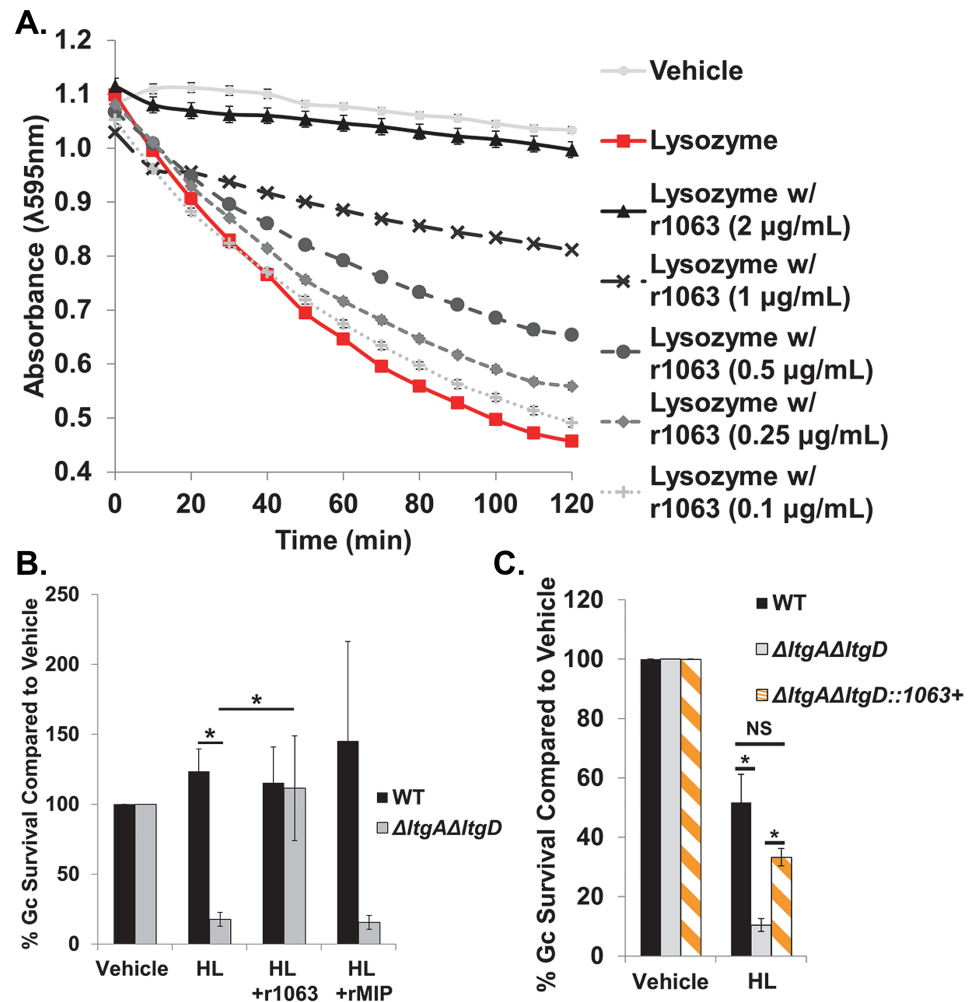 A.
1.2
1.1
1.0
0.9
0.8
0.7
0.6
0.5
0.4
Absorbance (λ595nm)
0 20 40 60 80 100 120
Time (min)
Vehicle
Lysozyme
Lysozyme w/
r1063 (2 µg/mL)
Lysozyme w/
r1063 (1 µg/mL)
Lysozyme w/
r1063 (0.5 µg/mL)
Lysozyme w/
r1063 (0.25 µg/mL)
Lysozyme w/
r1063 (0.1 µg/mL)
B.
% Gc Survival Compared to Vehicle
250
200
150
100
50
0
*
*
WT
ΔltgAΔltgD
Vehicle HL HL HL
+r1063 +rMIP
C.
% Gc Survival Compared to Vehicle
120
100
80
60
40
20
0
WT
ΔltgAΔltgD
ΔltgAΔltgD::1063+
NS
*
*
Vehicle HL